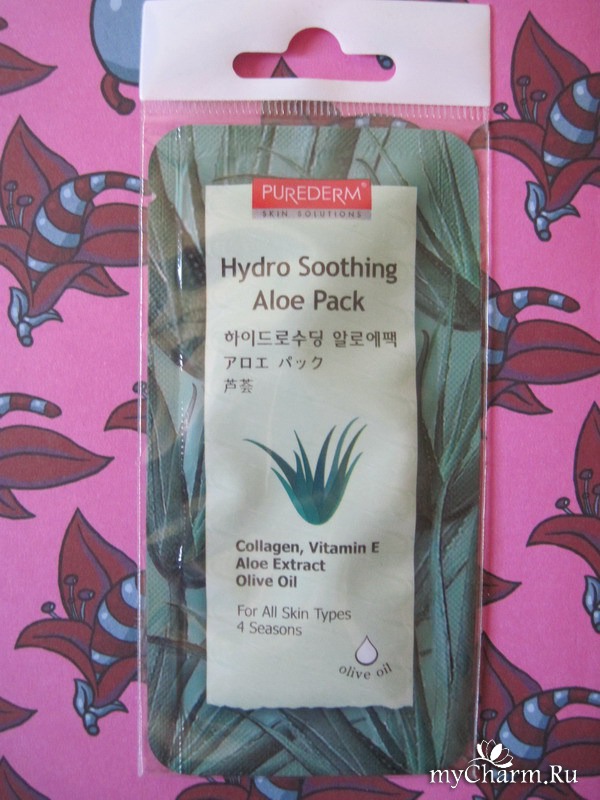 PUREDERM®
SKIN SOLUTIONS
Hydro Soothing
Aloe Pack
하이드로수딩 알로에팩
アロエ パック
芦荟
Collagen, Vitamin E
Aloe Extract
Olive Oil
For All Skin Types
4 Seasons
olive oil
myCharm.Ru